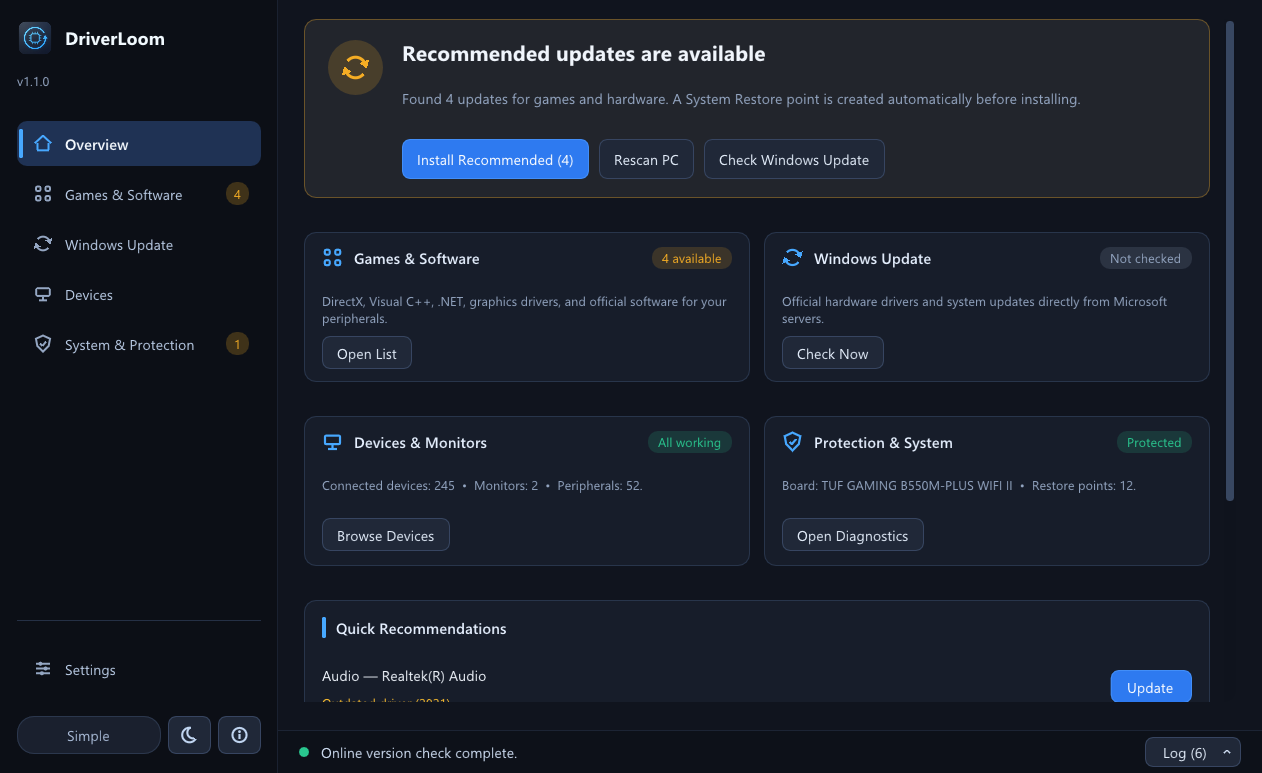 DriverLoom
v1.1.0
Overview
Games & Software 4
Windows Update
Devices
System & Protection 1
Settings
Simple
Recommended updates are available
Found 4 updates for games and hardware. A System Restore point is created automatically before installing.
Install Recommended (4) Rescan PC Check Windows Update
Games & Software 4 available
DirectX, Visual C++, .NET, graphics drivers, and official software for your
peripherals.
Open List
Windows Update Not checked
Official hardware drivers and system updates directly from Microsoft
servers.
Check Now
Devices & Monitors All working
Connected devices: 245 • Monitors: 2 • Peripherals: 52.
Browse Devices
Protection & System Protected
Board: TUF GAMING B550M-PLUS WIFI II • Restore points: 12.
Open Diagnostics
Quick Recommendations
Audio — Realtek(R) Audio
Outdated driver (2021)
Update
Online version check complete.
Log (6)